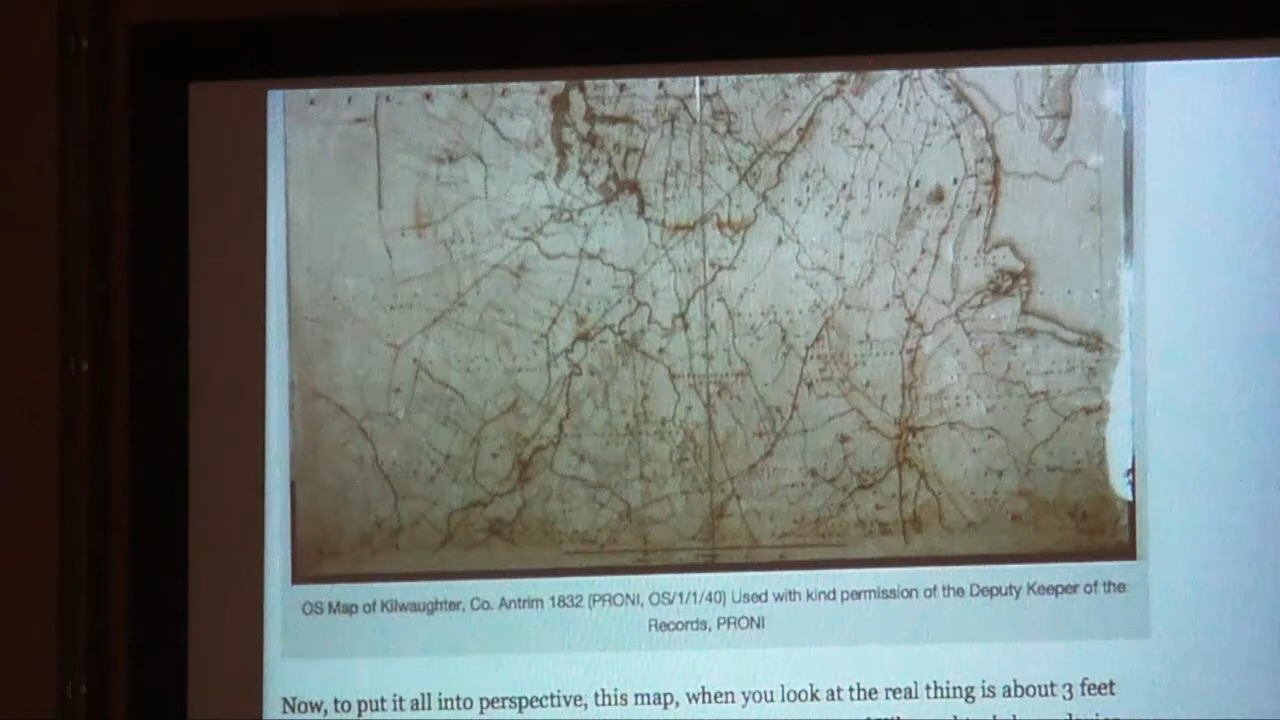 OS Map of Kilwaughter, Co. Antrim 1832 (PRONI, OS/1/1/40) Used with kind permission of the Deputy Keeper of the
Records, PRONI
Now, to put it all into perspective, this map, when you look at the real thing is about 3 feet